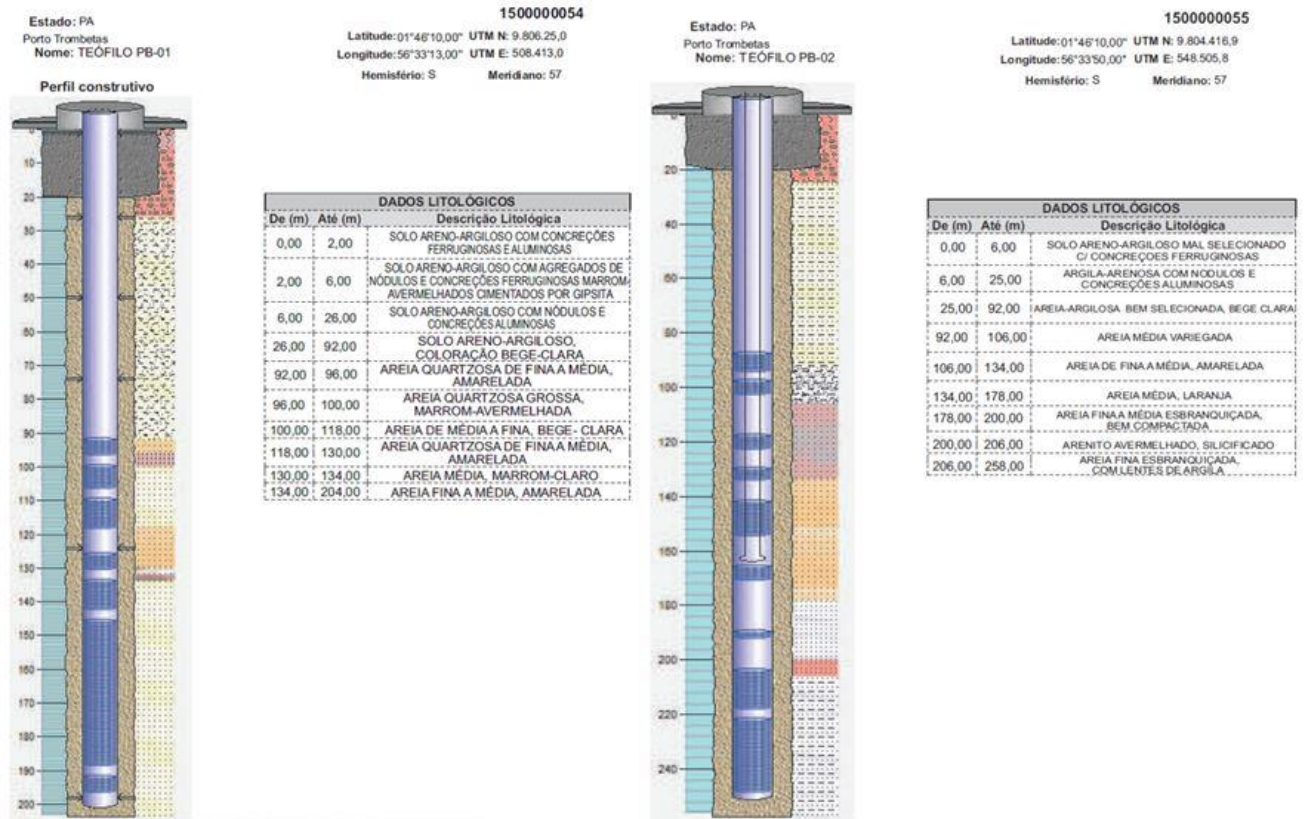 1500000054
Estado: PA
Porto Trombetas
Nome: TEÓFILO PB-01
Latitude:01°46'10,00" UTM N: 9.806.25,0
Longitude:56°33'13,00" UTM E: 508.413,0
Hemisfério: S Meridiano: 57
Perfil construtivo
0
10
20
30
40
50
60
70
80
90
100
110
120
130
140
150
160
170
180
190
200
DADOS LITOLÓGICOS
De (m) Até (m) Descrição Litológica
0,00 2,00 SOLO ARENO-ARGILOSO COM CONCREÇÕES
FERRUGINOSAS E ALUMINOSAS
2,00 6,00 SOLO ARENO-ARGILOSO COM AGREGADOS DE
NÓDULOS E CONCREÇÕES FERRUGINOSAS MARROM-
AVERMELHADOS CIMENTADOS POR GIPSITA
6,00 26,00 SOLO ARENO-ARGILOSO COM NÓDULOS E
CONCREÇÕES ALUMINOSAS
26,00 92,00 SOLO ARENO-ARGILOSO,
COLORAÇÃO BEGE-CLARA
92,00 96,00 AREIA QUARTZOSA DE FINA A MÉDIA,
AMARELADA
96,00 100,00 AREIA QUARTZOSA GROSSA,
MARROM-AVERMELHADA
100,00 118,00 AREIA DE MÉDIA A FINA, BEGE- CLARA
118,00 130,00 AREIA QUARTZOSA DE FINA A MÉDIA,
AMARELADA
130,00 134,00 AREIA MÉDIA, MARROM-CLARO
134,00 204,00 AREIA FINA A MÉDIA, AMARELADA
1500000055
Estado: PA
Porto Trombetas
Nome: TEÓFILO PB-02
Latitude:01°46'10,00" UTM N: 9.804.416,9
Longitude:56°33'50,00" UTM E: 548.505,8
Hemisfério: S Meridiano: 57
20
40
60
80
100
120
140
160
180
200
220
240
DADOS LITOLÓGICOS
De (m) Até (m) Descrição Litológica
0,00 6,00 SOLO ARENO-ARGILOSO MAL SELECIONADO
C/ CONCREÇOES FERRUGINOSAS
6,00 25,00 ARGILA-ARENOSA COM NODULOS E
CONCREÇÕES ALUMINOSAS
25,00 92,00 AREIA-ARGILOSA BEM SELECIONADA, BEGE CLARA
92,00 106,00 AREIA MÉDIA VARIEGADA
106,00 134,00 AREIA DE FINA A MÉDIA, AMARELADA
134,00 178,00 AREIA MÉDIA, LARANJA
178,00 200,00 AREIA FINA A MÉDIA ESBRANQUIÇADA,
BEM COMPACTADA
200,00 206,00 ARENITO AVERMELHADO, SILICIFICADO
206,00 258,00 AREIA FINA ESBRANQUIÇADA,
COM LENTES DE ARGILA